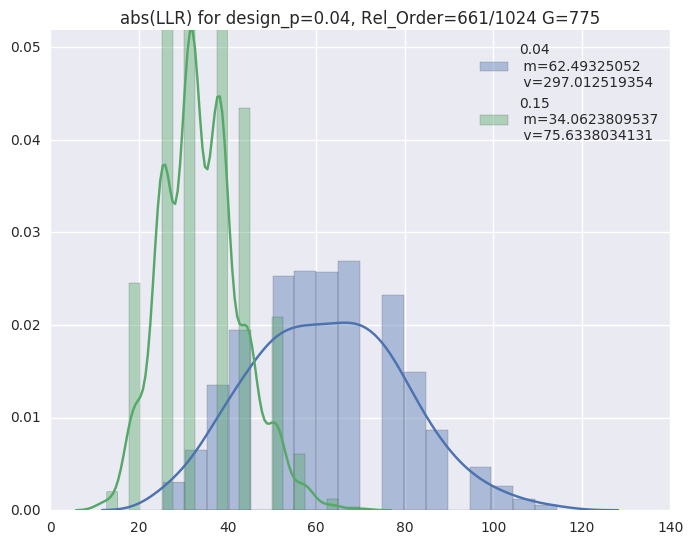 abs(LLR) for design_p=0.04, Rel_Order=661/1024 G=775
0.05
0.04
0.03
0.02
0.01
0.00
0 20 40 60 80 100 120 140
0.04
m=62.49325052
v=297.012519354
0.15
m=34.0623809537
v=75.6338034131